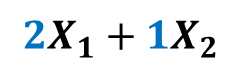 2X₁ + 1X₂